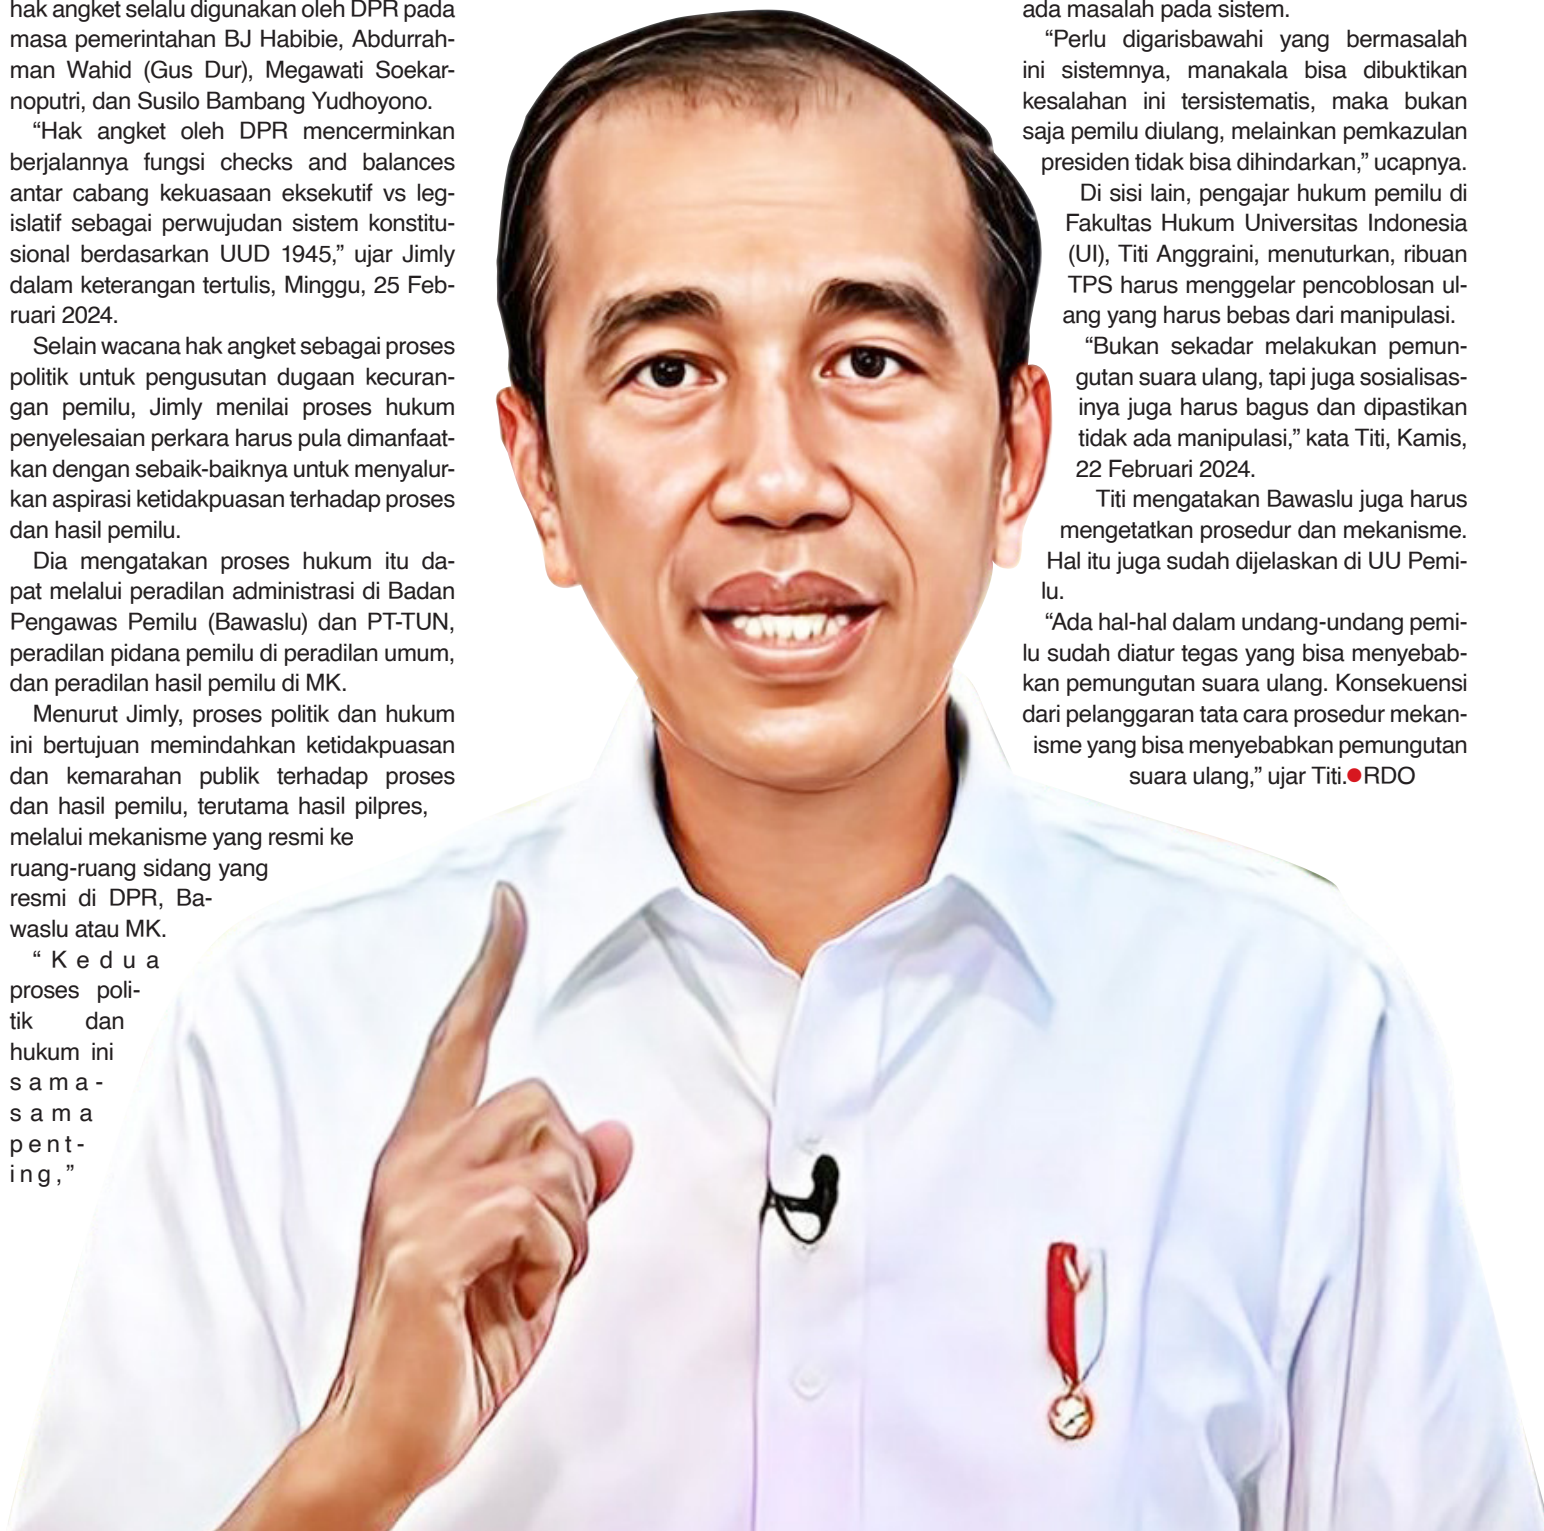 hak angket selalu digunakan oleh DPR pada
masa pemerintahan BJ Habibie, Abdurrah-
man Wahid (Gus Dur), Megawati Soekar-
noputri, dan Susilo Bambang Yudhoyono.
“Hak angket oleh DPR mencerminkan
berjalannya fungsi checks and balances
antar cabang kekuasaan eksekutif vs leg-
islatif sebagai perwujudan sistem konstitu-
sional berdasarkan UUD 1945,” ujar Jimly
dalam keterangan tertulis, Minggu, 25 Feb-
ruari 2024.
Selain wacana hak angket sebagai proses
politik untuk pengusutan dugaan kecuran-
gan pemilu, Jimly menilai proses hukum
penyelesaian perkara harus pula dimanfaat-
kan dengan sebaik-baiknya untuk menyalur-
kan aspirasi ketidakpuasan terhadap proses
dan hasil pemilu.
Dia mengatakan proses hukum itu da-
pat melalui peradilan administrasi di Badan
Pengawas Pemilu (Bawaslu) dan PT-TUN,
peradilan pidana pemilu di peradilan umum,
dan peradilan hasil pemilu di MK.
Menurut Jimly, proses politik dan hukum
ini bertujuan memindahkan ketidakpuasan
dan kemarahan publik terhadap proses
dan hasil pemilu, terutama hasil pilpres,
melalui mekanisme yang resmi ke
ruang-ruang sidang yang
resmi di DPR, Ba-
waslu atau MK.
“Kedua
proses poli-
tik dan
hukum ini
sama-
sama
pent-
ing,”
ada masalah pada sistem.
“Perlu digarisbawahi yang bermasalah
ini sistemnya, manakala bisa dibuktikan
kesalahan ini tersistematis, maka bukan
saja pemilu diulang, melainkan pemkazulan
presiden tidak bisa dihindarkan,” ucapnya.
Di sisi lain, pengajar hukum pemilu di
Fakultas Hukum Universitas Indonesia
(UI), Titi Anggraini, menuturkan, ribuan
TPS harus menggelar pencoblosan ul-
ang yang harus bebas dari manipulasi.
“Bukan sekadar melakukan pemun-
gutan suara ulang, tapi juga sosialisas-
inya juga harus bagus dan dipastikan
tidak ada manipulasi,” kata Titi, Kamis,
22 Februari 2024.
Titi mengatakan Bawaslu juga harus
mengetatkan prosedur dan mekanisme.
Hal itu juga sudah dijelaskan di UU Pemi-
lu.
“Ada hal-hal dalam undang-undang pemi-
lu sudah diatur tegas yang bisa menyebab-
kan pemungutan suara ulang. Konsekuensi
dari pelanggaran tata cara prosedur mekan-
isme yang bisa menyebabkan pemungutan
suara ulang,” ujar Titi.●RDO